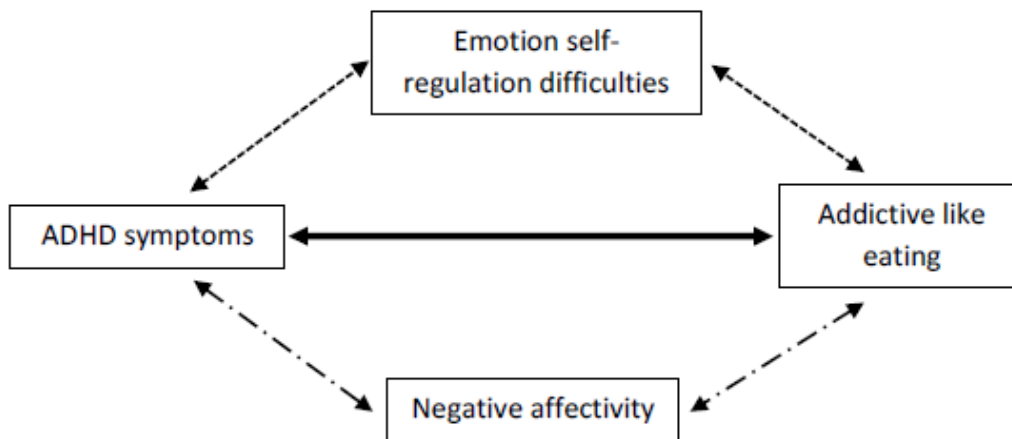 Emotion self-
regulation difficulties
ADHD symptoms
Addictive like
eating
Negative affectivity